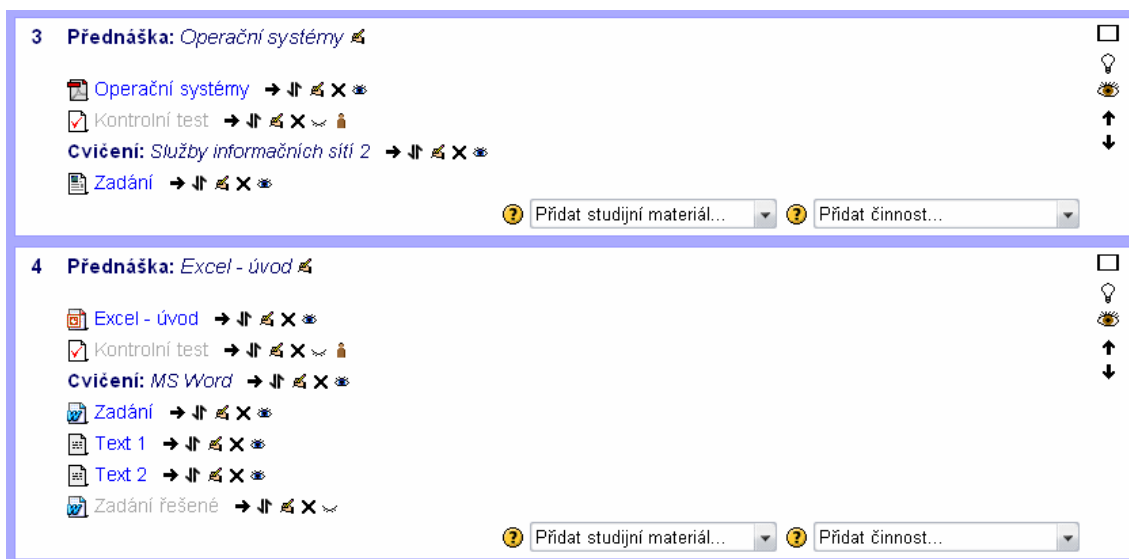 3 Přednáška: Operační systémy
Operační systémy
Kontrolní test
Cvičení: Služby informačních sítí 2
Zadání
Přidat studijní materiál... Přidat činnost...
4 Přednáška: Excel - úvod
Excel - úvod
Kontrolní test
Cvičení: MS Word
Zadání
Text 1
Text 2
Zadání řešené
Přidat studijní materiál... Přidat činnost...